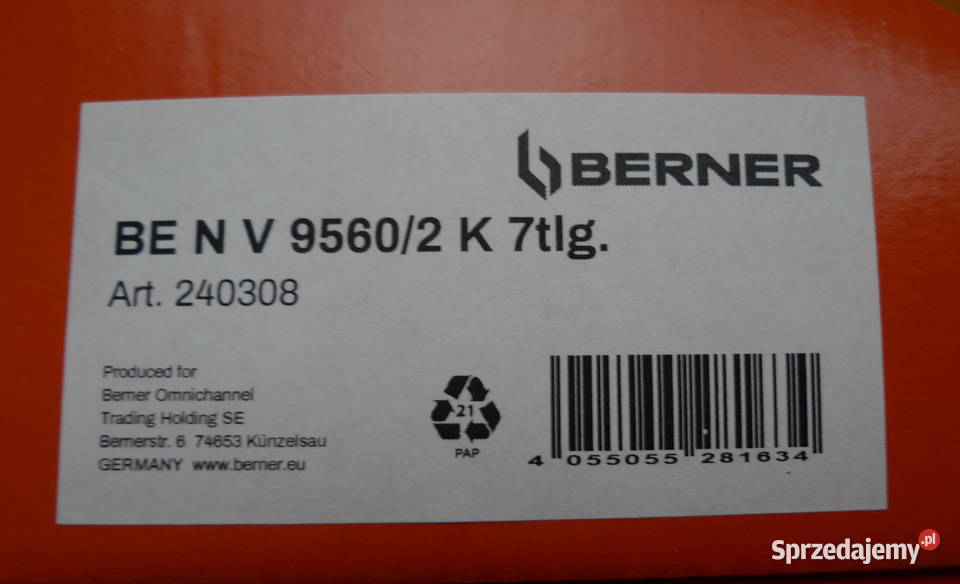 BERNER
BE N V 9560/2 K 7tlg.
Art. 240308
Produced for
Berner Omnichannel
Trading Holding SE
Bernerstr. 6 74653 Künzelsau
GERMANY www.berner.eu
21
PAP
4 055055 281634
Sprzedajemy.pl